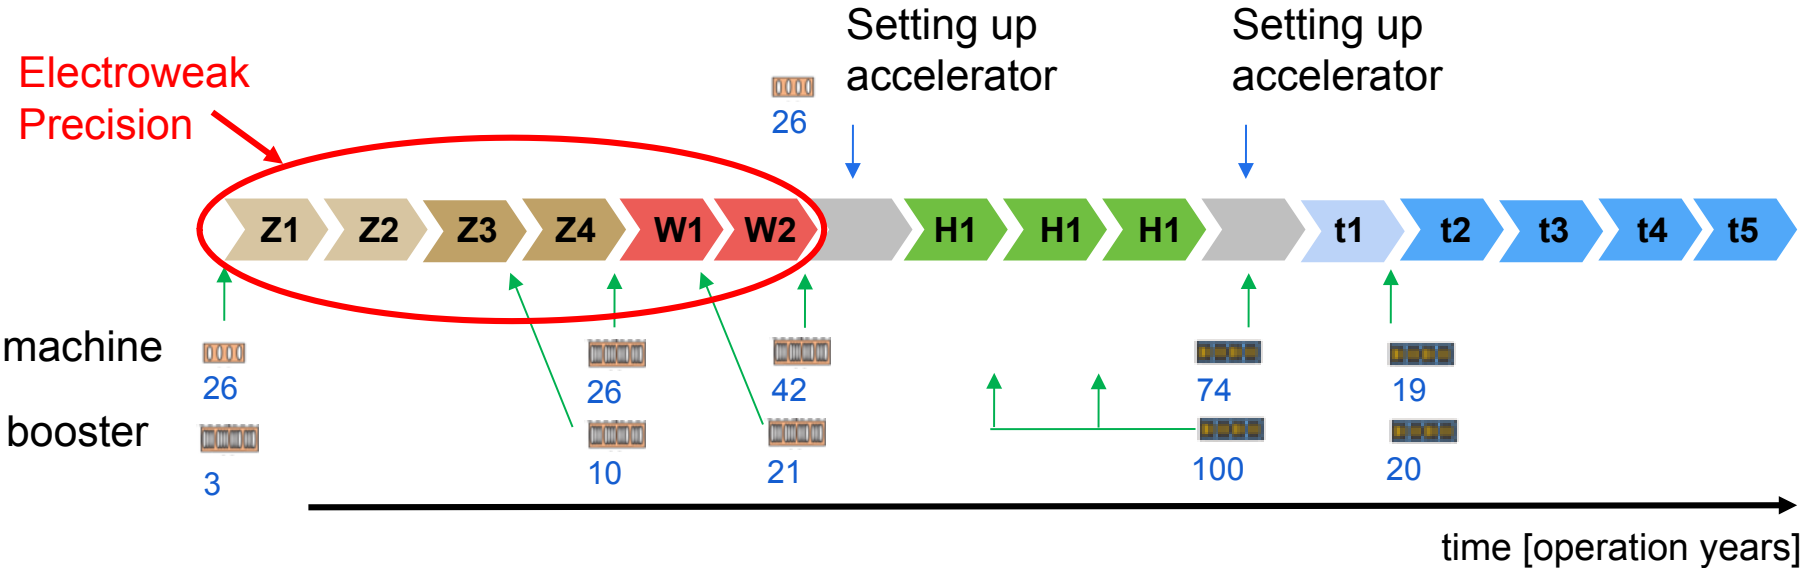 Setting up
accelerator
Setting up
accelerator
Electroweak
Precision
26
Z1 Z2 Z3 Z4 W1 W2 H1 H1 H1 t1 t2 t3 t4 t5
machine
26 26 42 74 19
booster
3 10 21 100 20
time [operation years]